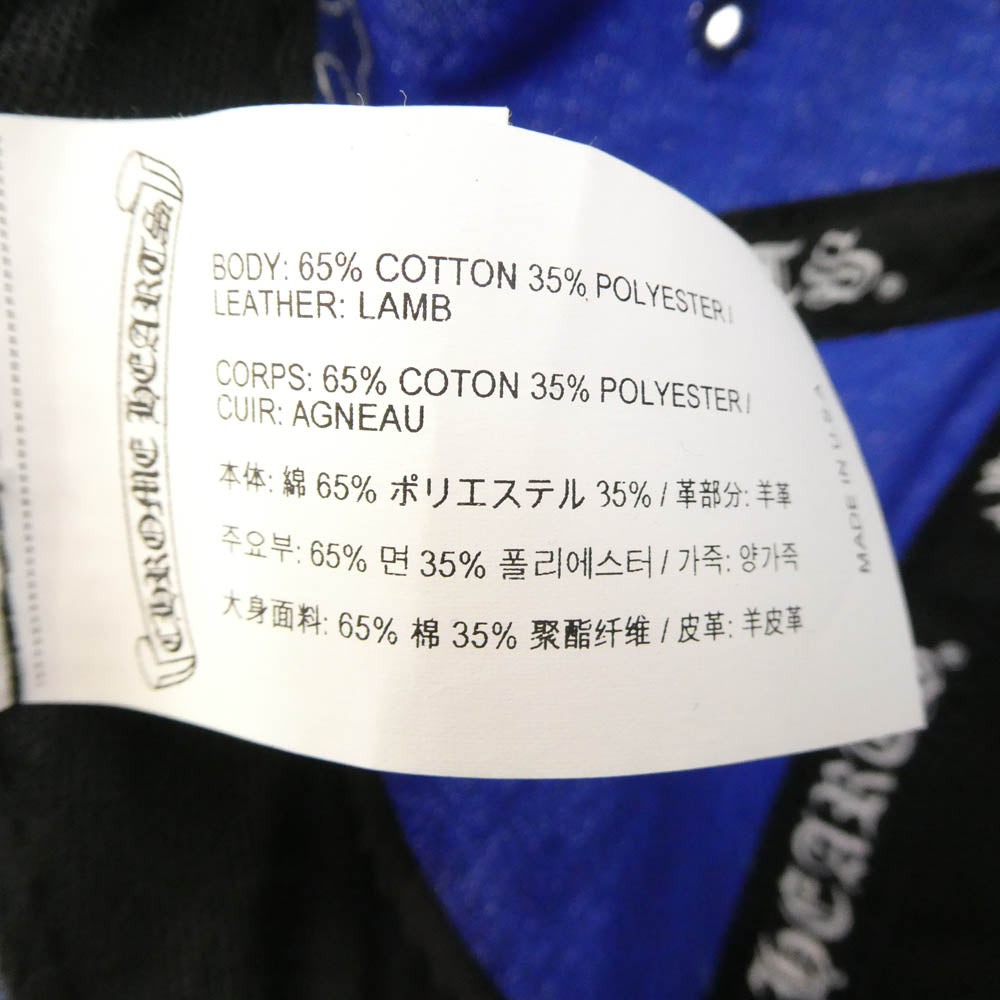 CHROME HEARTS
BODY: 65% COTTON 35% POLYESTER/
LEATHER: LAMB
CORPS: 65% COTON 35% POLYESTER/
CUIR: AGNEAU
本体: 綿 65% ポリエステル 35% / 革部分: 羊革
주요부: 65% 면 35% 폴리에스터 / 가죽: 양가죽
大身面料: 65% 棉 35% 聚酯纤维 / 皮革: 羊皮革
MADE IN USA
HEARTS.